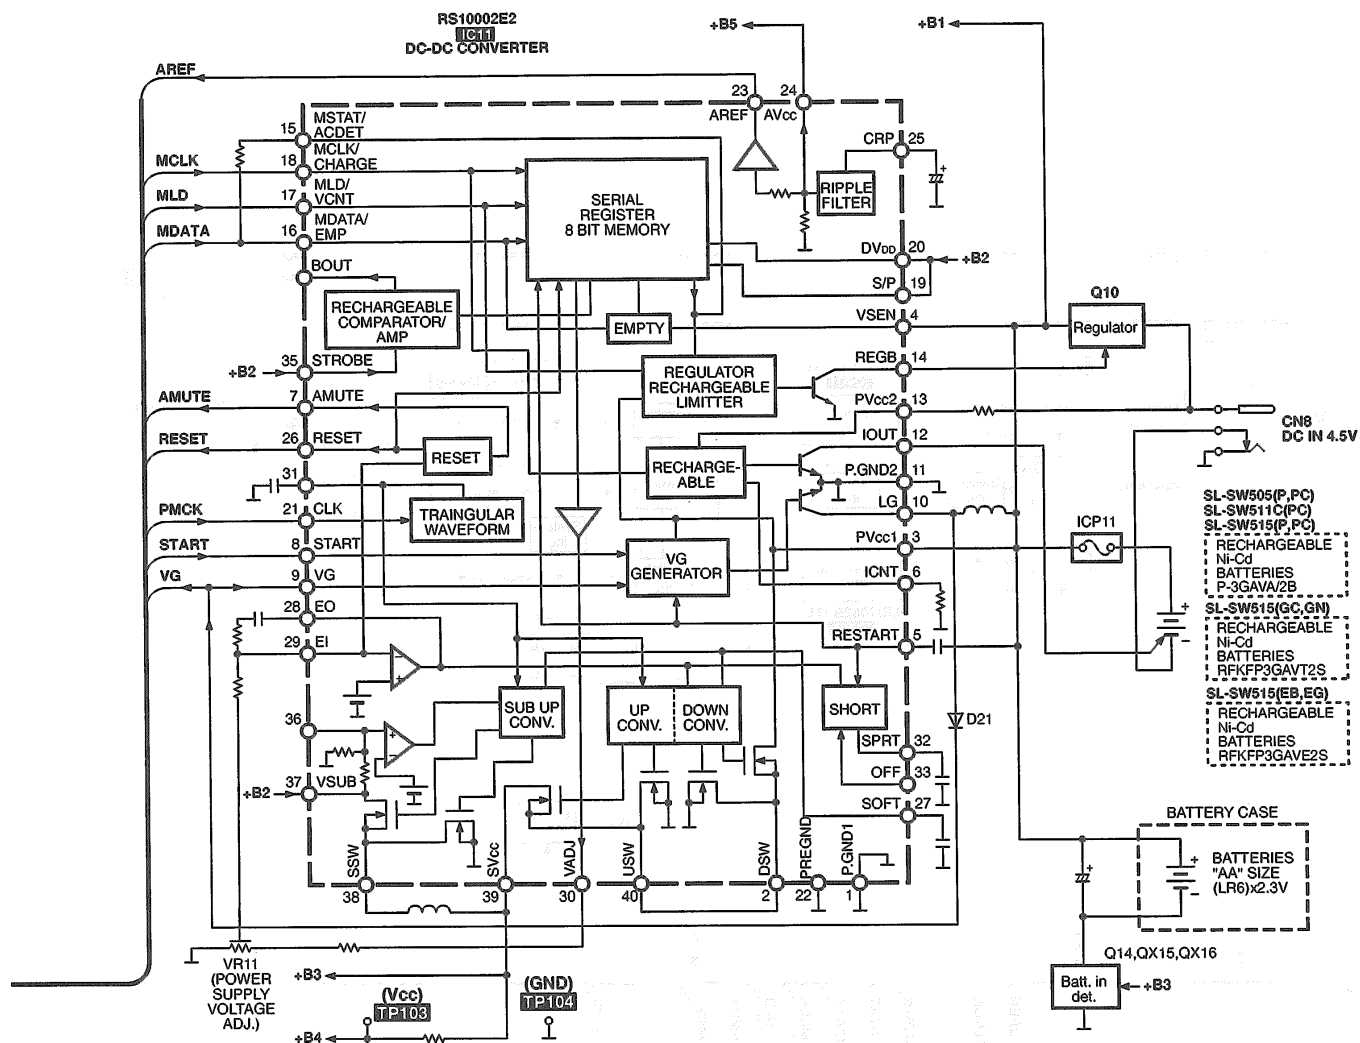 RS10002E2
IC11
DC-DC CONVERTER
+B5
+B1
AREF
23
24
AREF
AVcc
MSTAT/
ACDET
15
MCLK/
CHARGE
18
MCLK
MLD/
VCNT
17
MLD
MDATA/
EMP
16
MDATA
BOUT
SERIAL
REGISTER
8 BIT MEMORY
RIPPLE
FILTER
CRP
25
DVDD
20
+B2
S/P
19
RECHARGEABLE
COMPARATOR/
AMP
EMPTY
VSEN
4
Q10
Regulator
+B2
35
STROBE
REGULATOR
RECHARGEABLE
LIMITTER
REGB
14
AMUTE
7
AMUTE
PVcc2
13
CN8
DC IN 4.5V
RESET
26
RESET
RESET
IOUT
12
RECHARGE-
ABLE
P.GND2
11
31
LG
10
PMCK
21
CLK
TRAINGULAR
WAVEFORM
START
8
START
VG
GENERATOR
PVcc1
3
ICP11
VG
9
VG
ICNT
6
28
EO
29
EI
RESTART
5
+
-
SL-SW505(P,PC)
SL-SW511C(PC)
SL-SW515(P,PC)
RECHARGEABLE
Ni-Cd
BATTERIES
P-3GAVA/2B
SL-SW515(GC,GN)
RECHARGEABLE
Ni-Cd
BATTERIES
RFKFP3GAVT2S
SL-SW515(EB,EG)
RECHARGEABLE
Ni-Cd
BATTERIES
RFKFP3GAVE2S
SUB UP
CONV.
UP
CONV.
DOWN
CONV.
SHORT
D21
36
SPRT
32
OFF
33
+B2
37
VSUB
SOFT
27
SSW
38
SVcc
39
VADJ
30
USW
40
DSW
2
PREGND
22
P.GND1
1
BATTERY CASE
BATTERIES
"AA" SIZE
(LR6)x2.3V
+
-
VR11
(POWER
SUPPLY
VOLTAGE
ADJ.)
+B3
(Vcc)
TP103
(GND)
TP104
+B4
Q14,QX15,QX16
Batt. in
det.
+B3